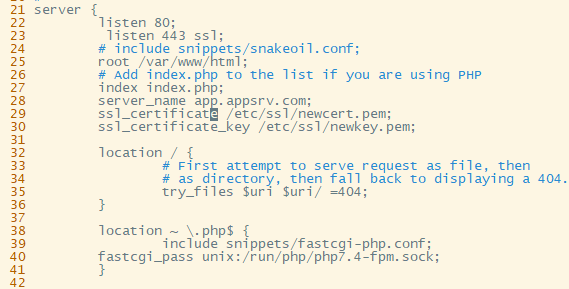 21 server {
22 listen 80;
23 listen 443 ssl;
24 # include snippets/snakeoil.conf;
25 root /var/www/html;
26 # Add index.php to the list if you are using PHP
27 index index.php;
28 server_name app.appsrv.com;
29 ssl_certificate /etc/ssl/newcert.pem;
30 ssl_certificate_key /etc/ssl/newkey.pem;
31
32 location / {
33 # First attempt to serve request as file, then
34 # as directory, then fall back to displaying a 404.
35 try_files $uri $uri/ =404;
36 }
37
38 location ~ \.php$ {
39 include snippets/fastcgi-php.conf;
40 fastcgi_pass unix:/run/php/php7.4-fpm.sock;
41 }
42